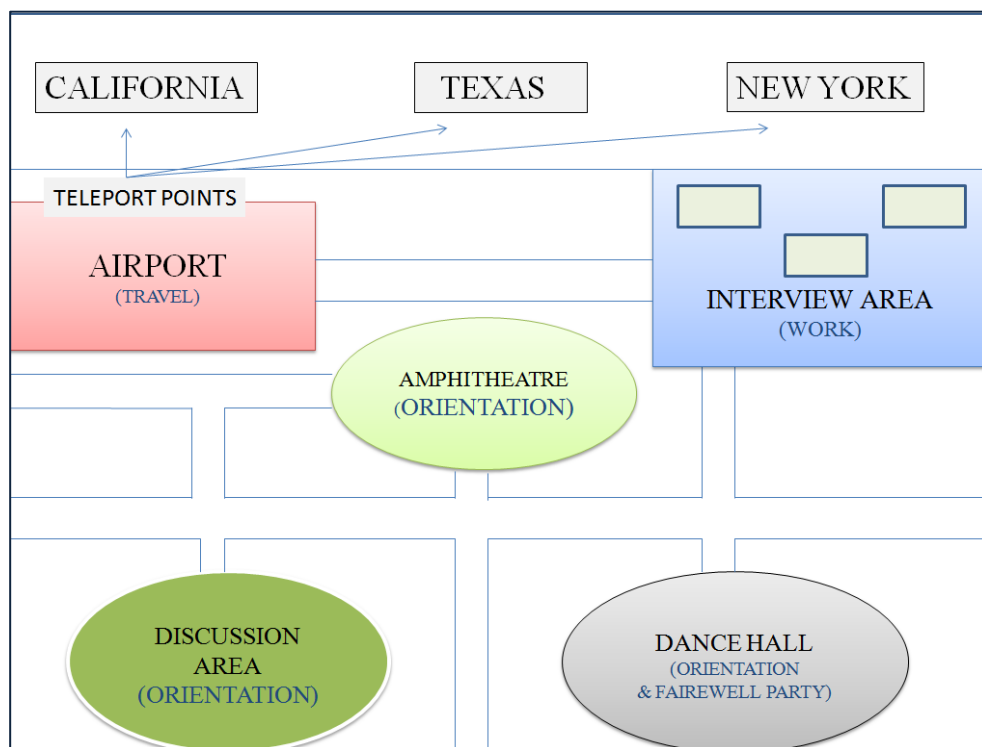 CALIFORNIA
TEXAS
NEW YORK
TELEPORT POINTS
AIRPORT
(TRAVEL)
INTERVIEW AREA
(WORK)
AMPHITHEATRE
(ORIENTATION)
DISCUSSION
AREA
(ORIENTATION)
DANCE HALL
(ORIENTATION
& FAIREWELL PARTY)